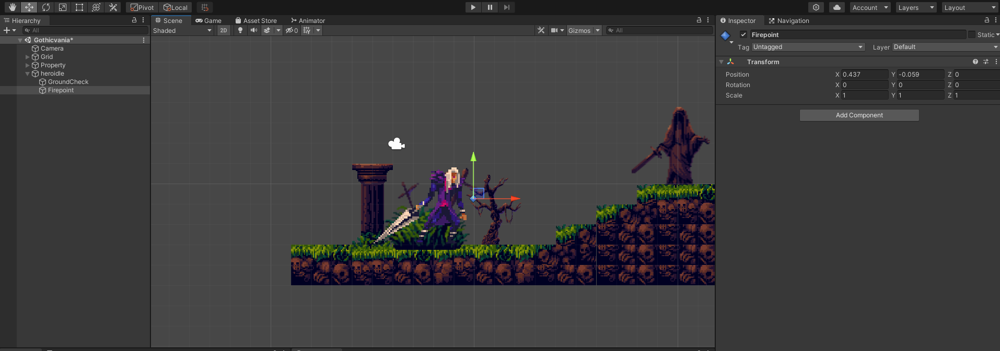 Pivot Local Account Layers Layout
Hierarchy
All
Gothicvania*
Camera
Grid
Property
heroidle
GroundCheck
Firepoint
Scene Game Asset Store Animator
Shaded 2D 0 Gizmos All
Inspector Navigation
Firepoint Static
Tag Untagged Layer Default
Transform
Position X 0.437 Y -0.059 Z 0
Rotation X 0 Y 0 Z 0
Scale X 1 Y 1 Z 1
Add Component